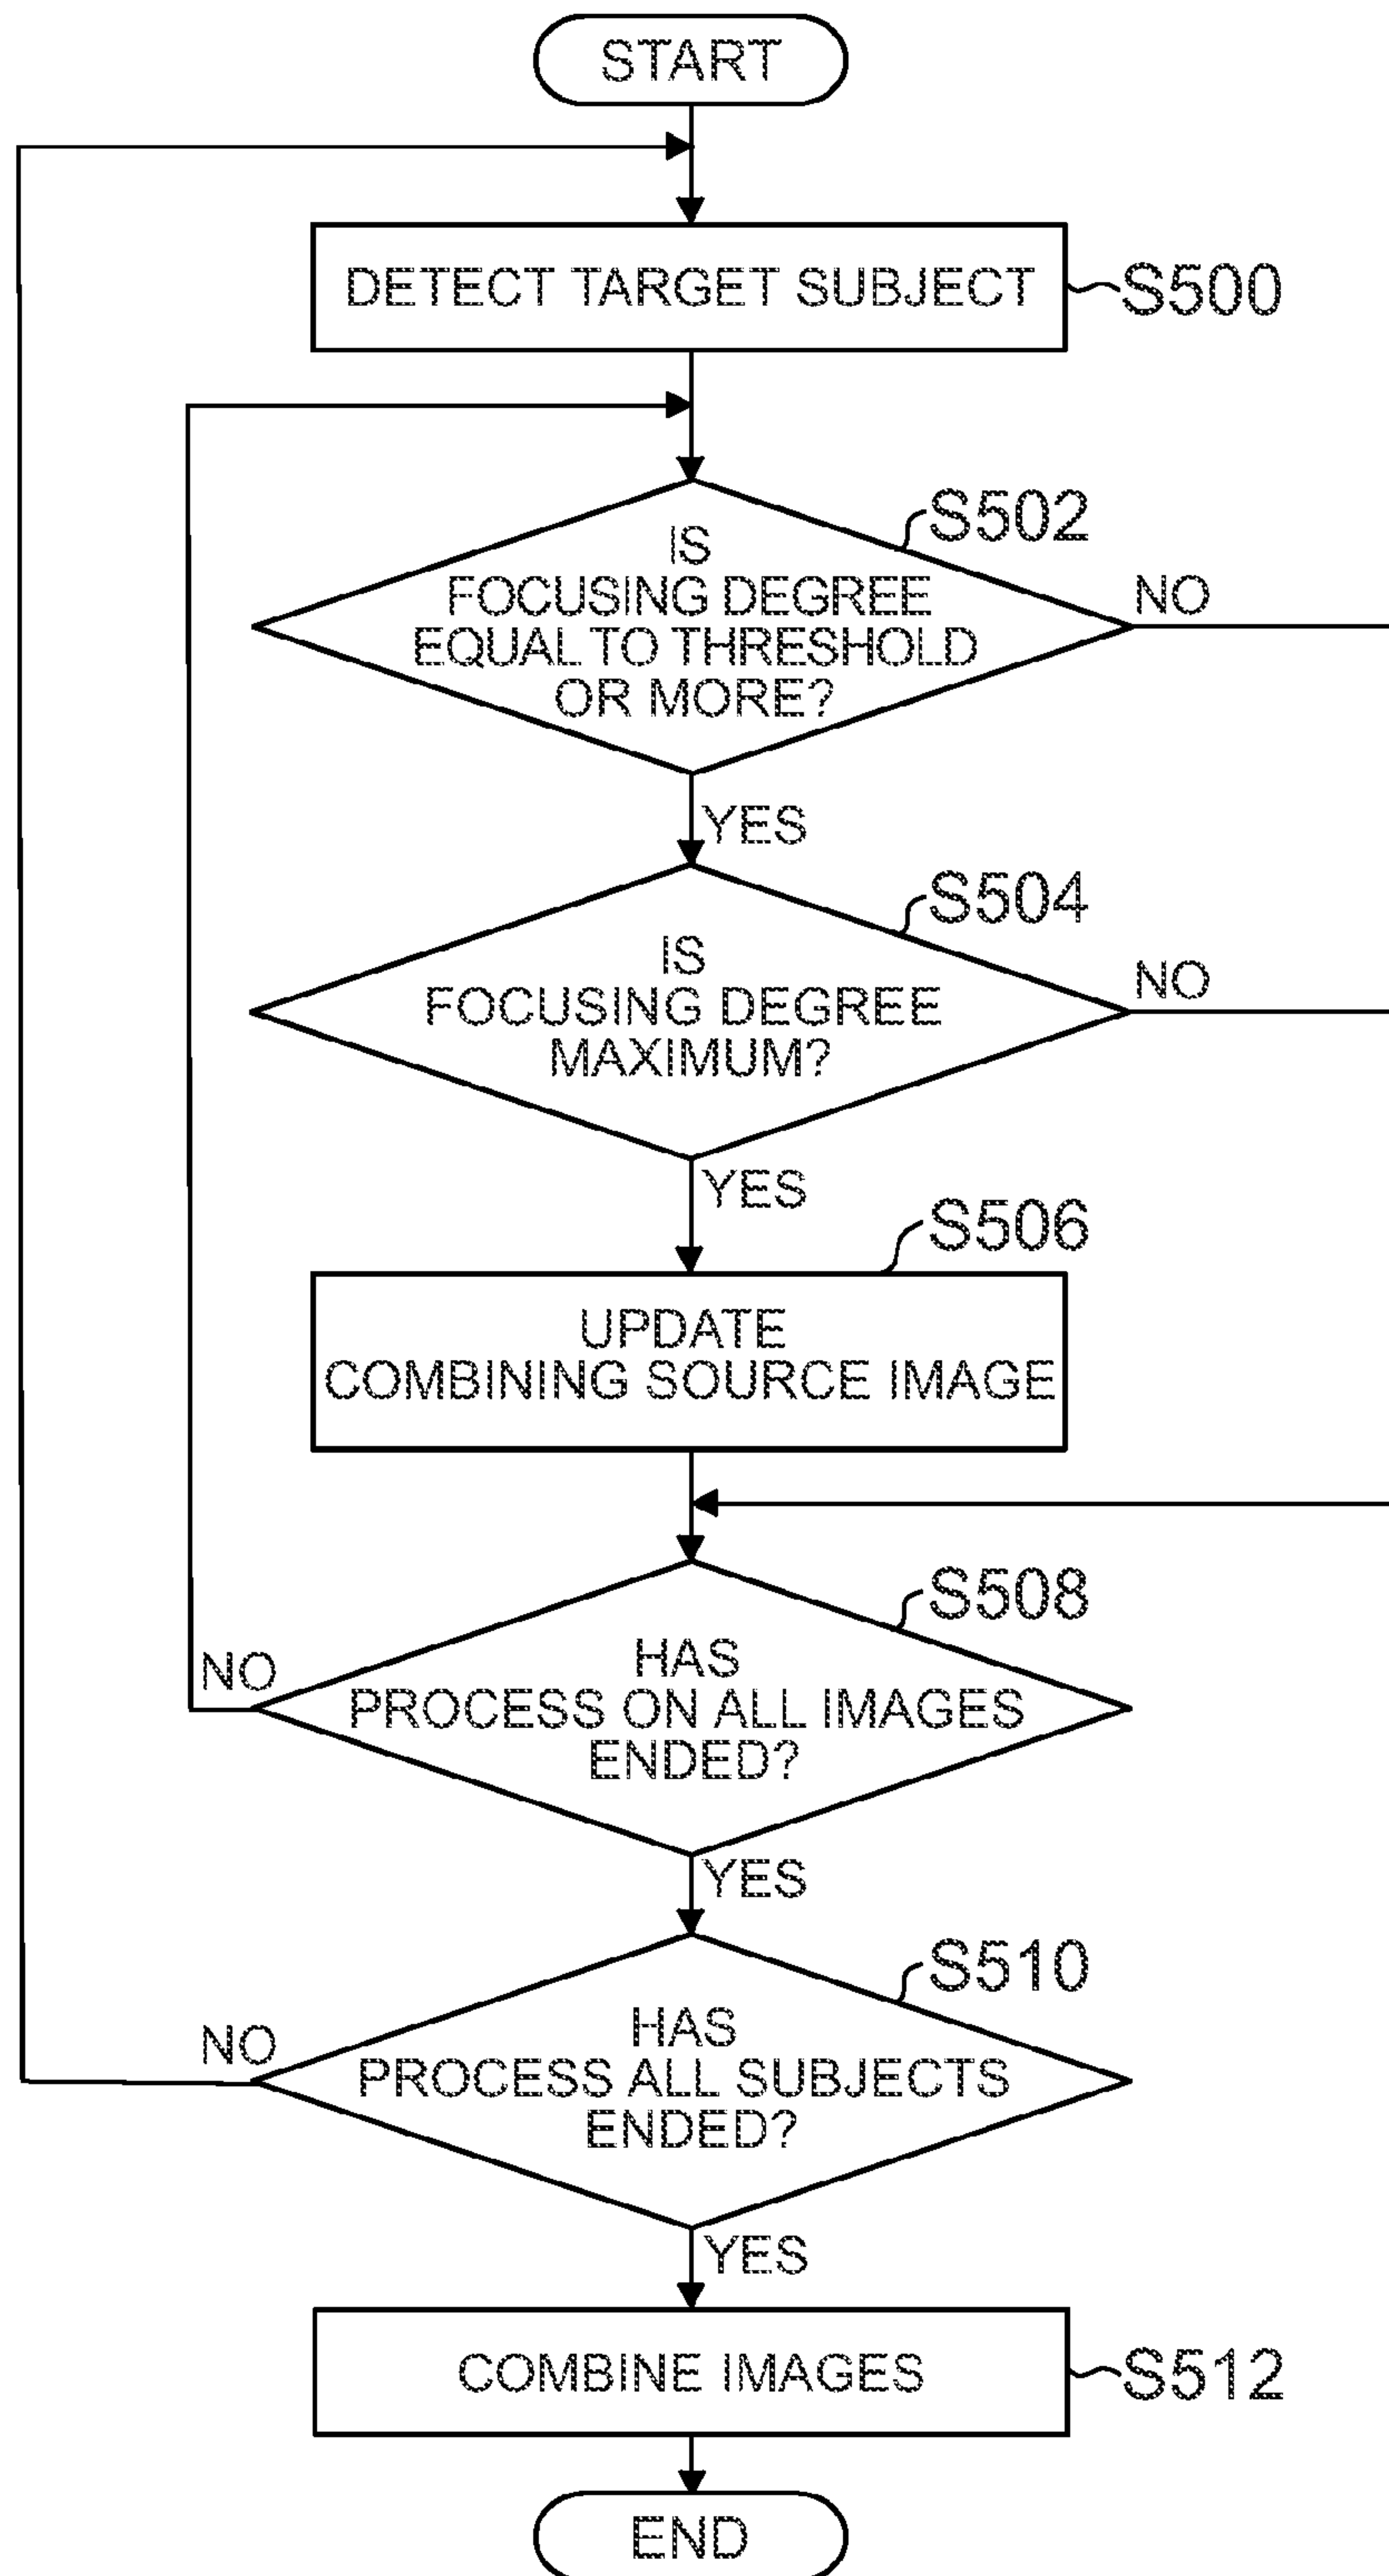 START
DETECT TARGET SUBJECT
S500
S502
IS
FOCUSING DEGREE
EQUAL TO THRESHOLD
OR MORE?
NO
YES
S504
IS
FOCUSING DEGREE
MAXIMUM?
NO
YES
S506
UPDATE
COMBINING SOURCE IMAGE
S508
HAS
PROCESS ON ALL IMAGES
ENDED?
NO
YES
S510
HAS
PROCESS ALL SUBJECTS
ENDED?
NO
YES
COMBINE IMAGES
S512
END